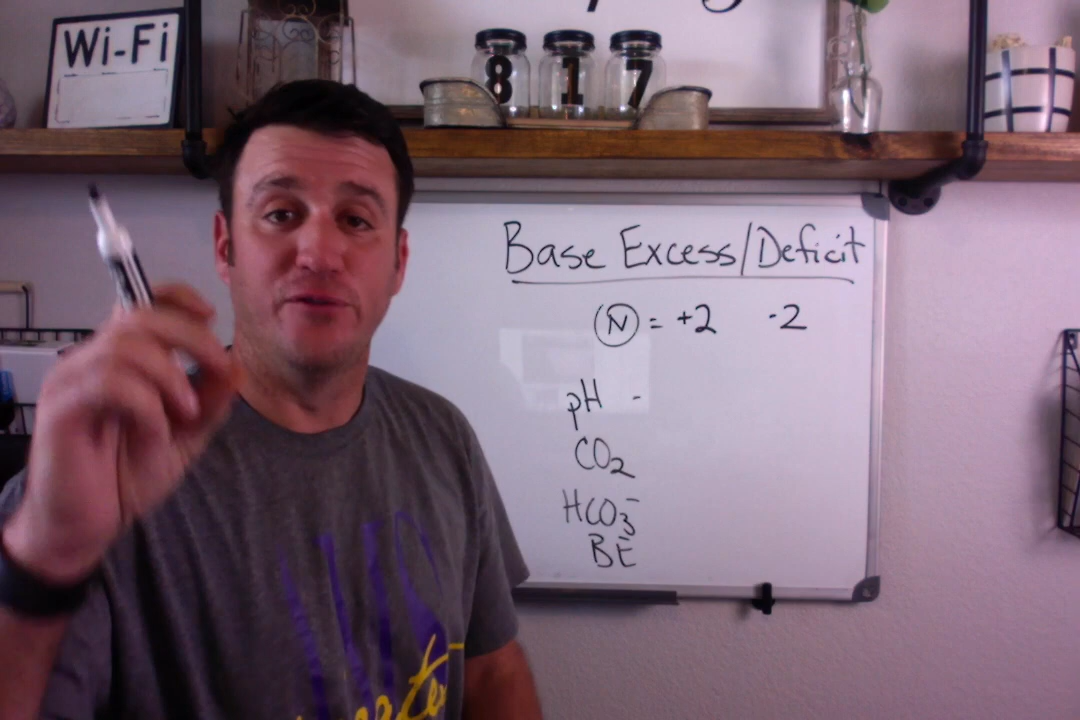 Wi-Fi
8 1 7
Base Excess/Deficit
N = +2 -2
pH -
CO2
HCO3-
BE